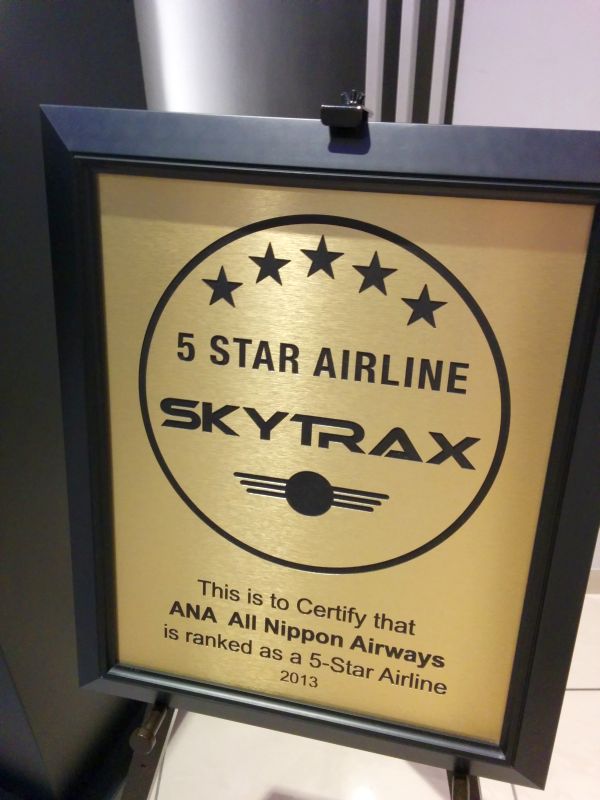 5 STAR AIRLINE
SKYTRAX
This is to Certify that
ANA All Nippon Airways
is ranked as a 5-Star Airline
2013